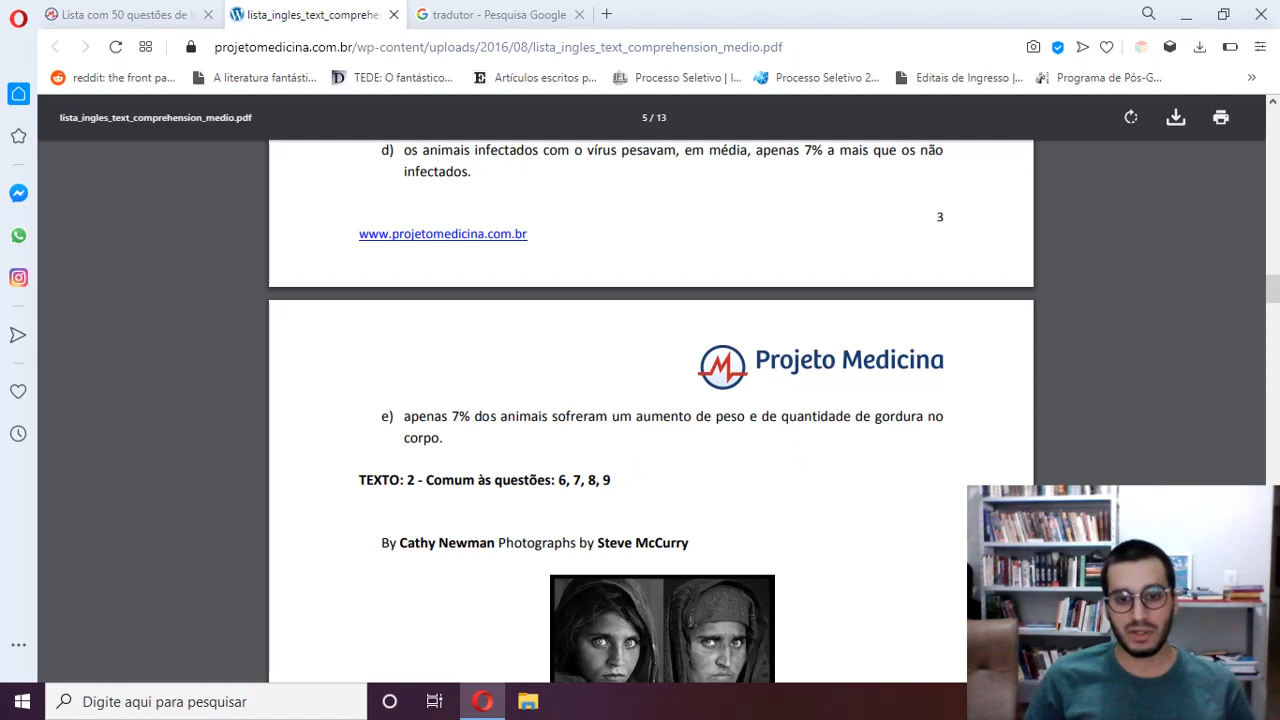 Lista com 50 questões de I
lista_ingles_text_comprehe
tradutor - Pesquisa Google
projetomedicina.com.br/wp-content/uploads/2016/08/lista_ingles_text_comprehension_medio.pdf
reddit: the front pa...
A literatura fantásti...
TEDE: O fantástico...
Artículos escritos p...
Processo Seletivo | I...
Processo Seletivo 2...
Editais de Ingresso |...
Programa de Pós-G...
»
lista_ingles_text_comprehension_medio.pdf
5 / 13
d) os animais infectados com o vírus pesavam, em média, apenas 7% a mais que os não
infectados.
3
www.projetomedicina.com.br
Projeto Medicina
e) apenas 7% dos animais sofreram um aumento de peso e de quantidade de gordura no
corpo.
TEXTO: 2 - Comum às questões: 6, 7, 8, 9
By Cathy Newman Photographs by Steve McCurry
Digite aqui para pesquisar